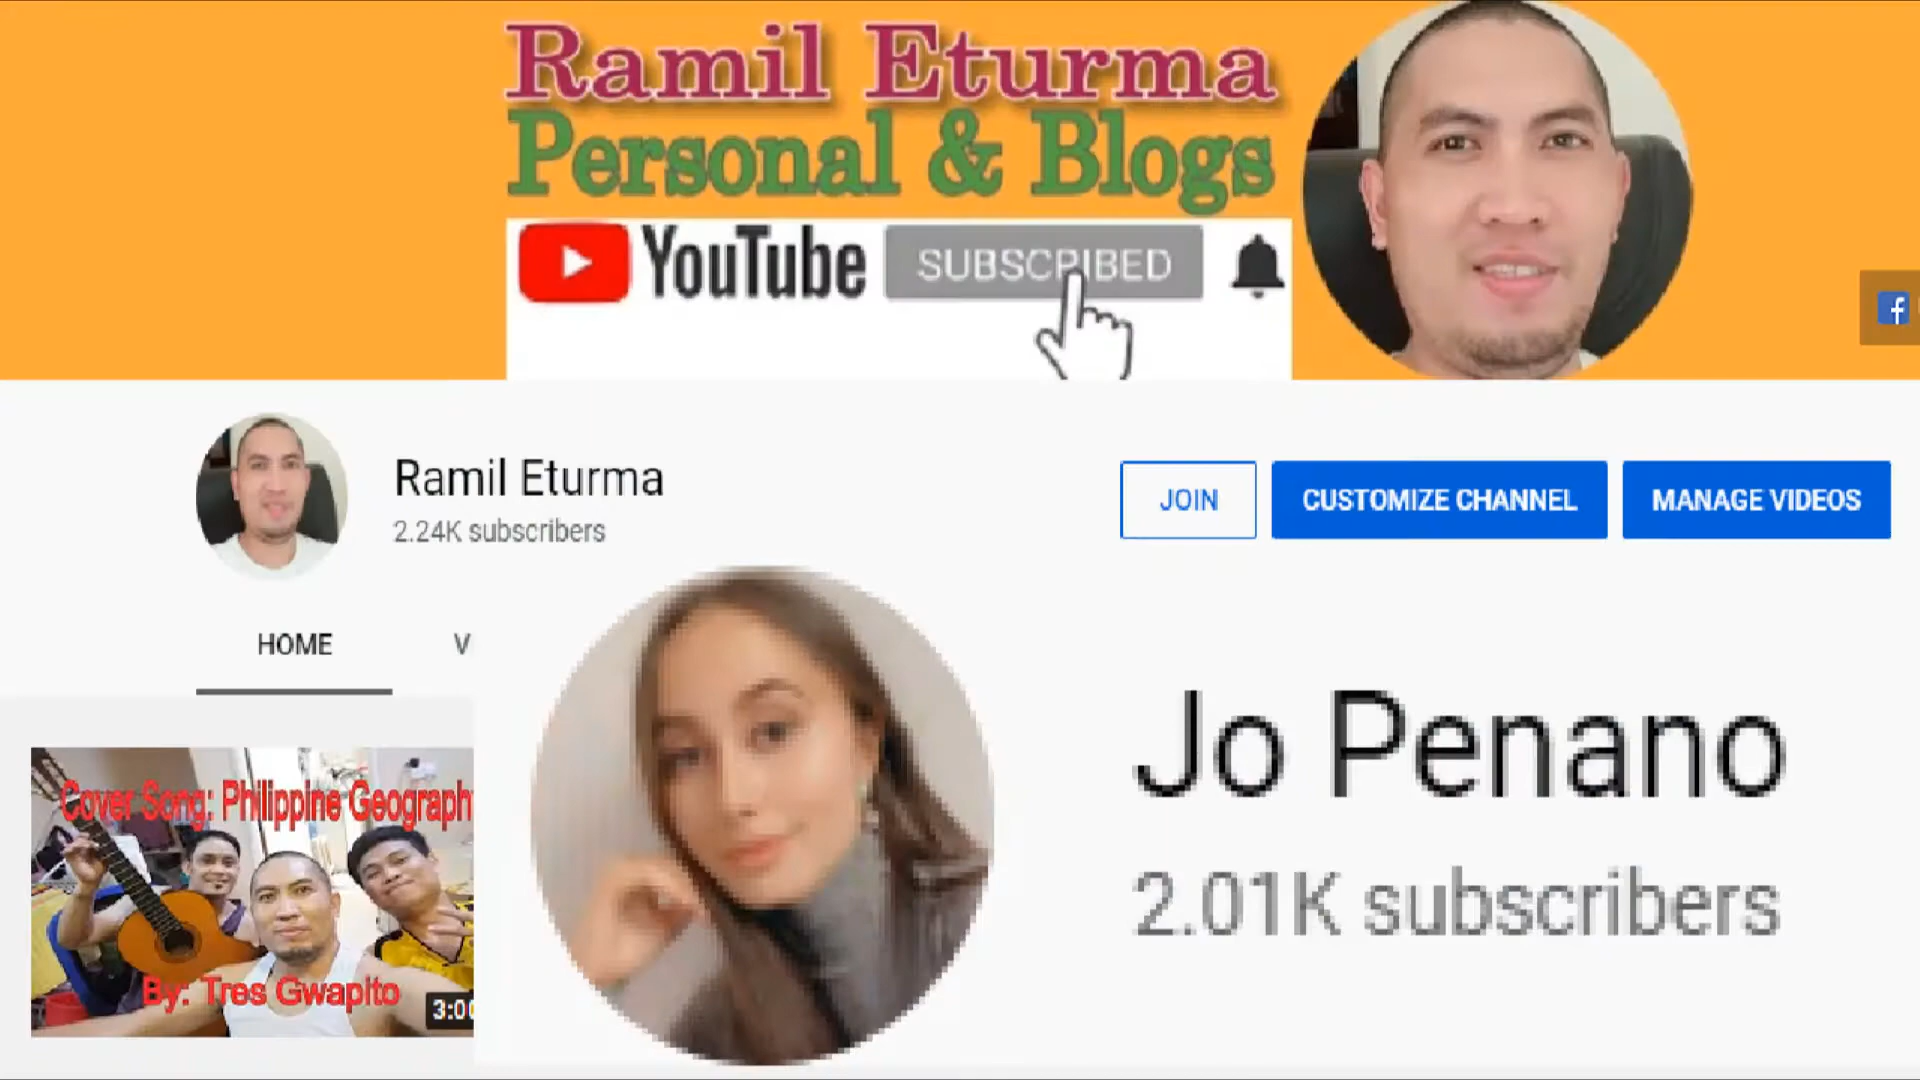 Ramil Eturma
Personal & Blogs
YouTube SUBSCRIBED
Ramil Eturma
2.24K subscribers
JOIN
CUSTOMIZE CHANNEL
MANAGE VIDEOS
HOME
V
Cover Song: Philippine Geograph
By: Tres Gwapito
3:00
Jo Penano
2.01K subscribers